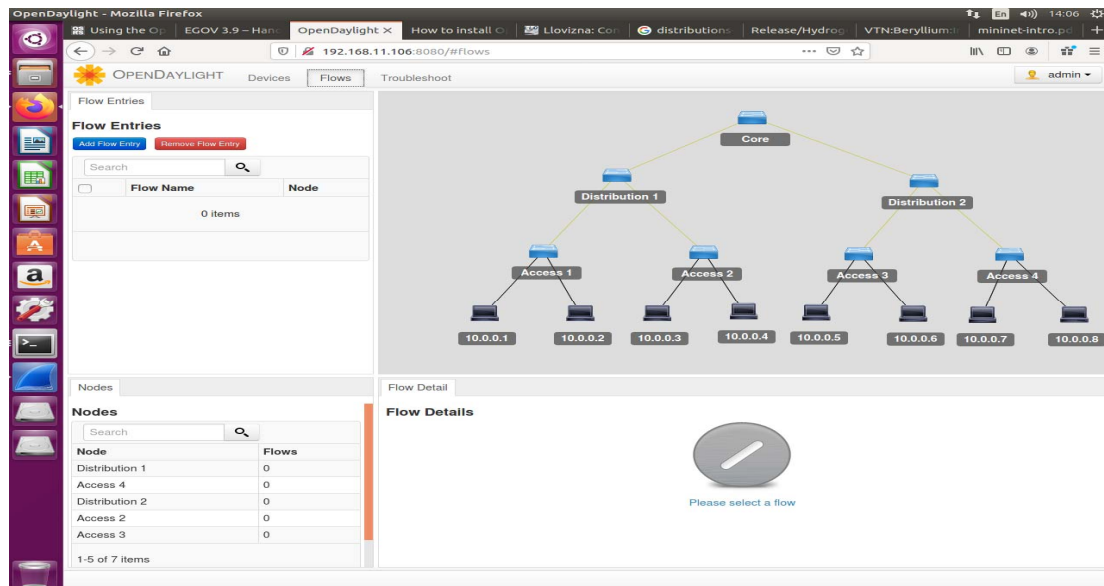 OpenDaylight - Mozilla Firefox
En
14:06
Using the Op
EGOV 3.9 – Han
OpenDaylight ×
How to install O
Llovizna: Con
distributions
Release/Hydrog
VTN:Beryllium:I
mininet-intro.pd
+
192.168.11.106:8080/#flows
OPENDAYLIGHT
Devices
Flows
Troubleshoot
admin
Flow Entries
Flow Entries
Add Flow Entry
Remove Flow Entry
Search
Flow Name
Node
0 items
Core
Distribution 1
Distribution 2
Access 1
Access 2
Access 3
Access 4
10.0.0.1
10.0.0.2
10.0.0.3
10.0.0.4
10.0.0.5
10.0.0.6
10.0.0.7
10.0.0.8
Nodes
Nodes
Search
Node Flows
Distribution 1 0
Access 4 0
Distribution 2 0
Access 2 0
Access 3 0
1-5 of 7 items
Flow Detail
Flow Details
Please select a flow